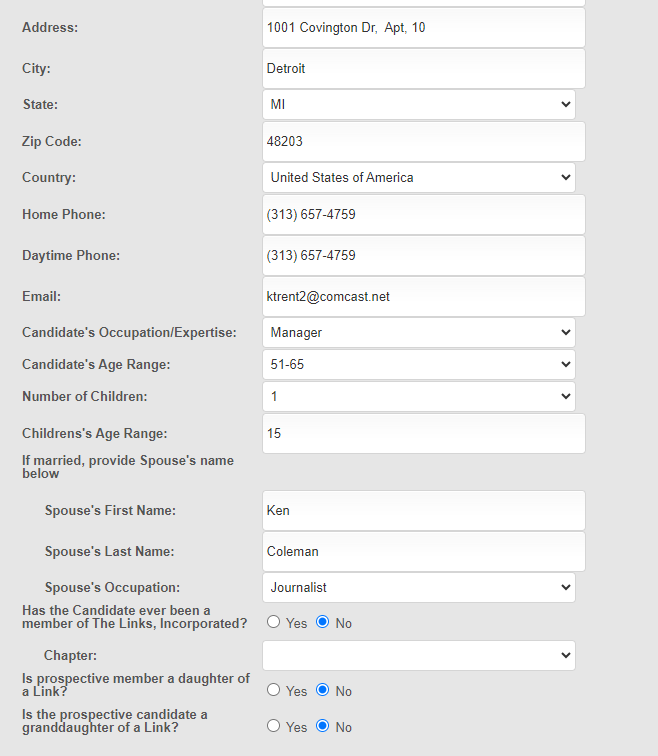 Address: 1001 Covington Dr, Apt, 10
City: Detroit
State: MI
Zip Code: 48203
Country: United States of America
Home Phone: (313) 657-4759
Daytime Phone: (313) 657-4759
Email: ktrent2@comcast.net
Candidate's Occupation/Expertise: Manager
Candidate's Age Range: 51-65
Number of Children: 1
Childrens's Age Range: 15
If married, provide Spouse's name
below
Spouse's First Name: Ken
Spouse's Last Name: Coleman
Spouse's Occupation: Journalist
Has the Candidate ever been a
member of The Links, Incorporated? Yes No
Chapter:
Is prospective member a daughter of
a Link? Yes No
Is the prospective candidate a
granddaughter of a Link? Yes No